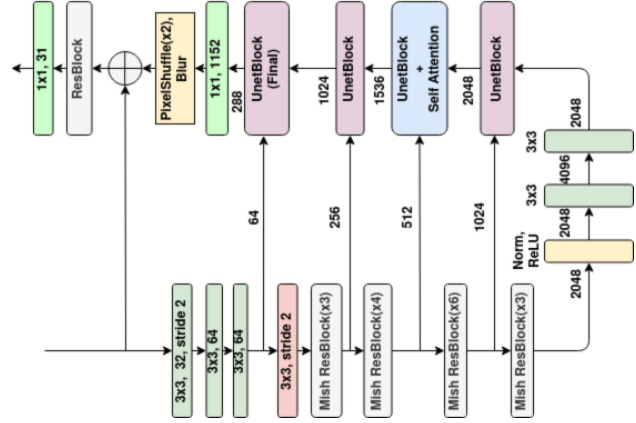 3x3, 32, stride 2
3x3, 64
3x3, 64
3x3, stride 2
Mish ResBlock(x3)
Mish ResBlock(x4)
Mish ResBlock(x6)
Mish ResBlock(x3)
2048
Norm,
ReLU
2048
3x3
4096
3x3
2048
UnetBlock
1024
2048
UnetBlock
+
Self Attention
512
1536
UnetBlock
256
1024
UnetBlock
(Final)
64
288
1x1, 1152
PixelShuffle(x2),
Blur
ResBlock
1x1, 31